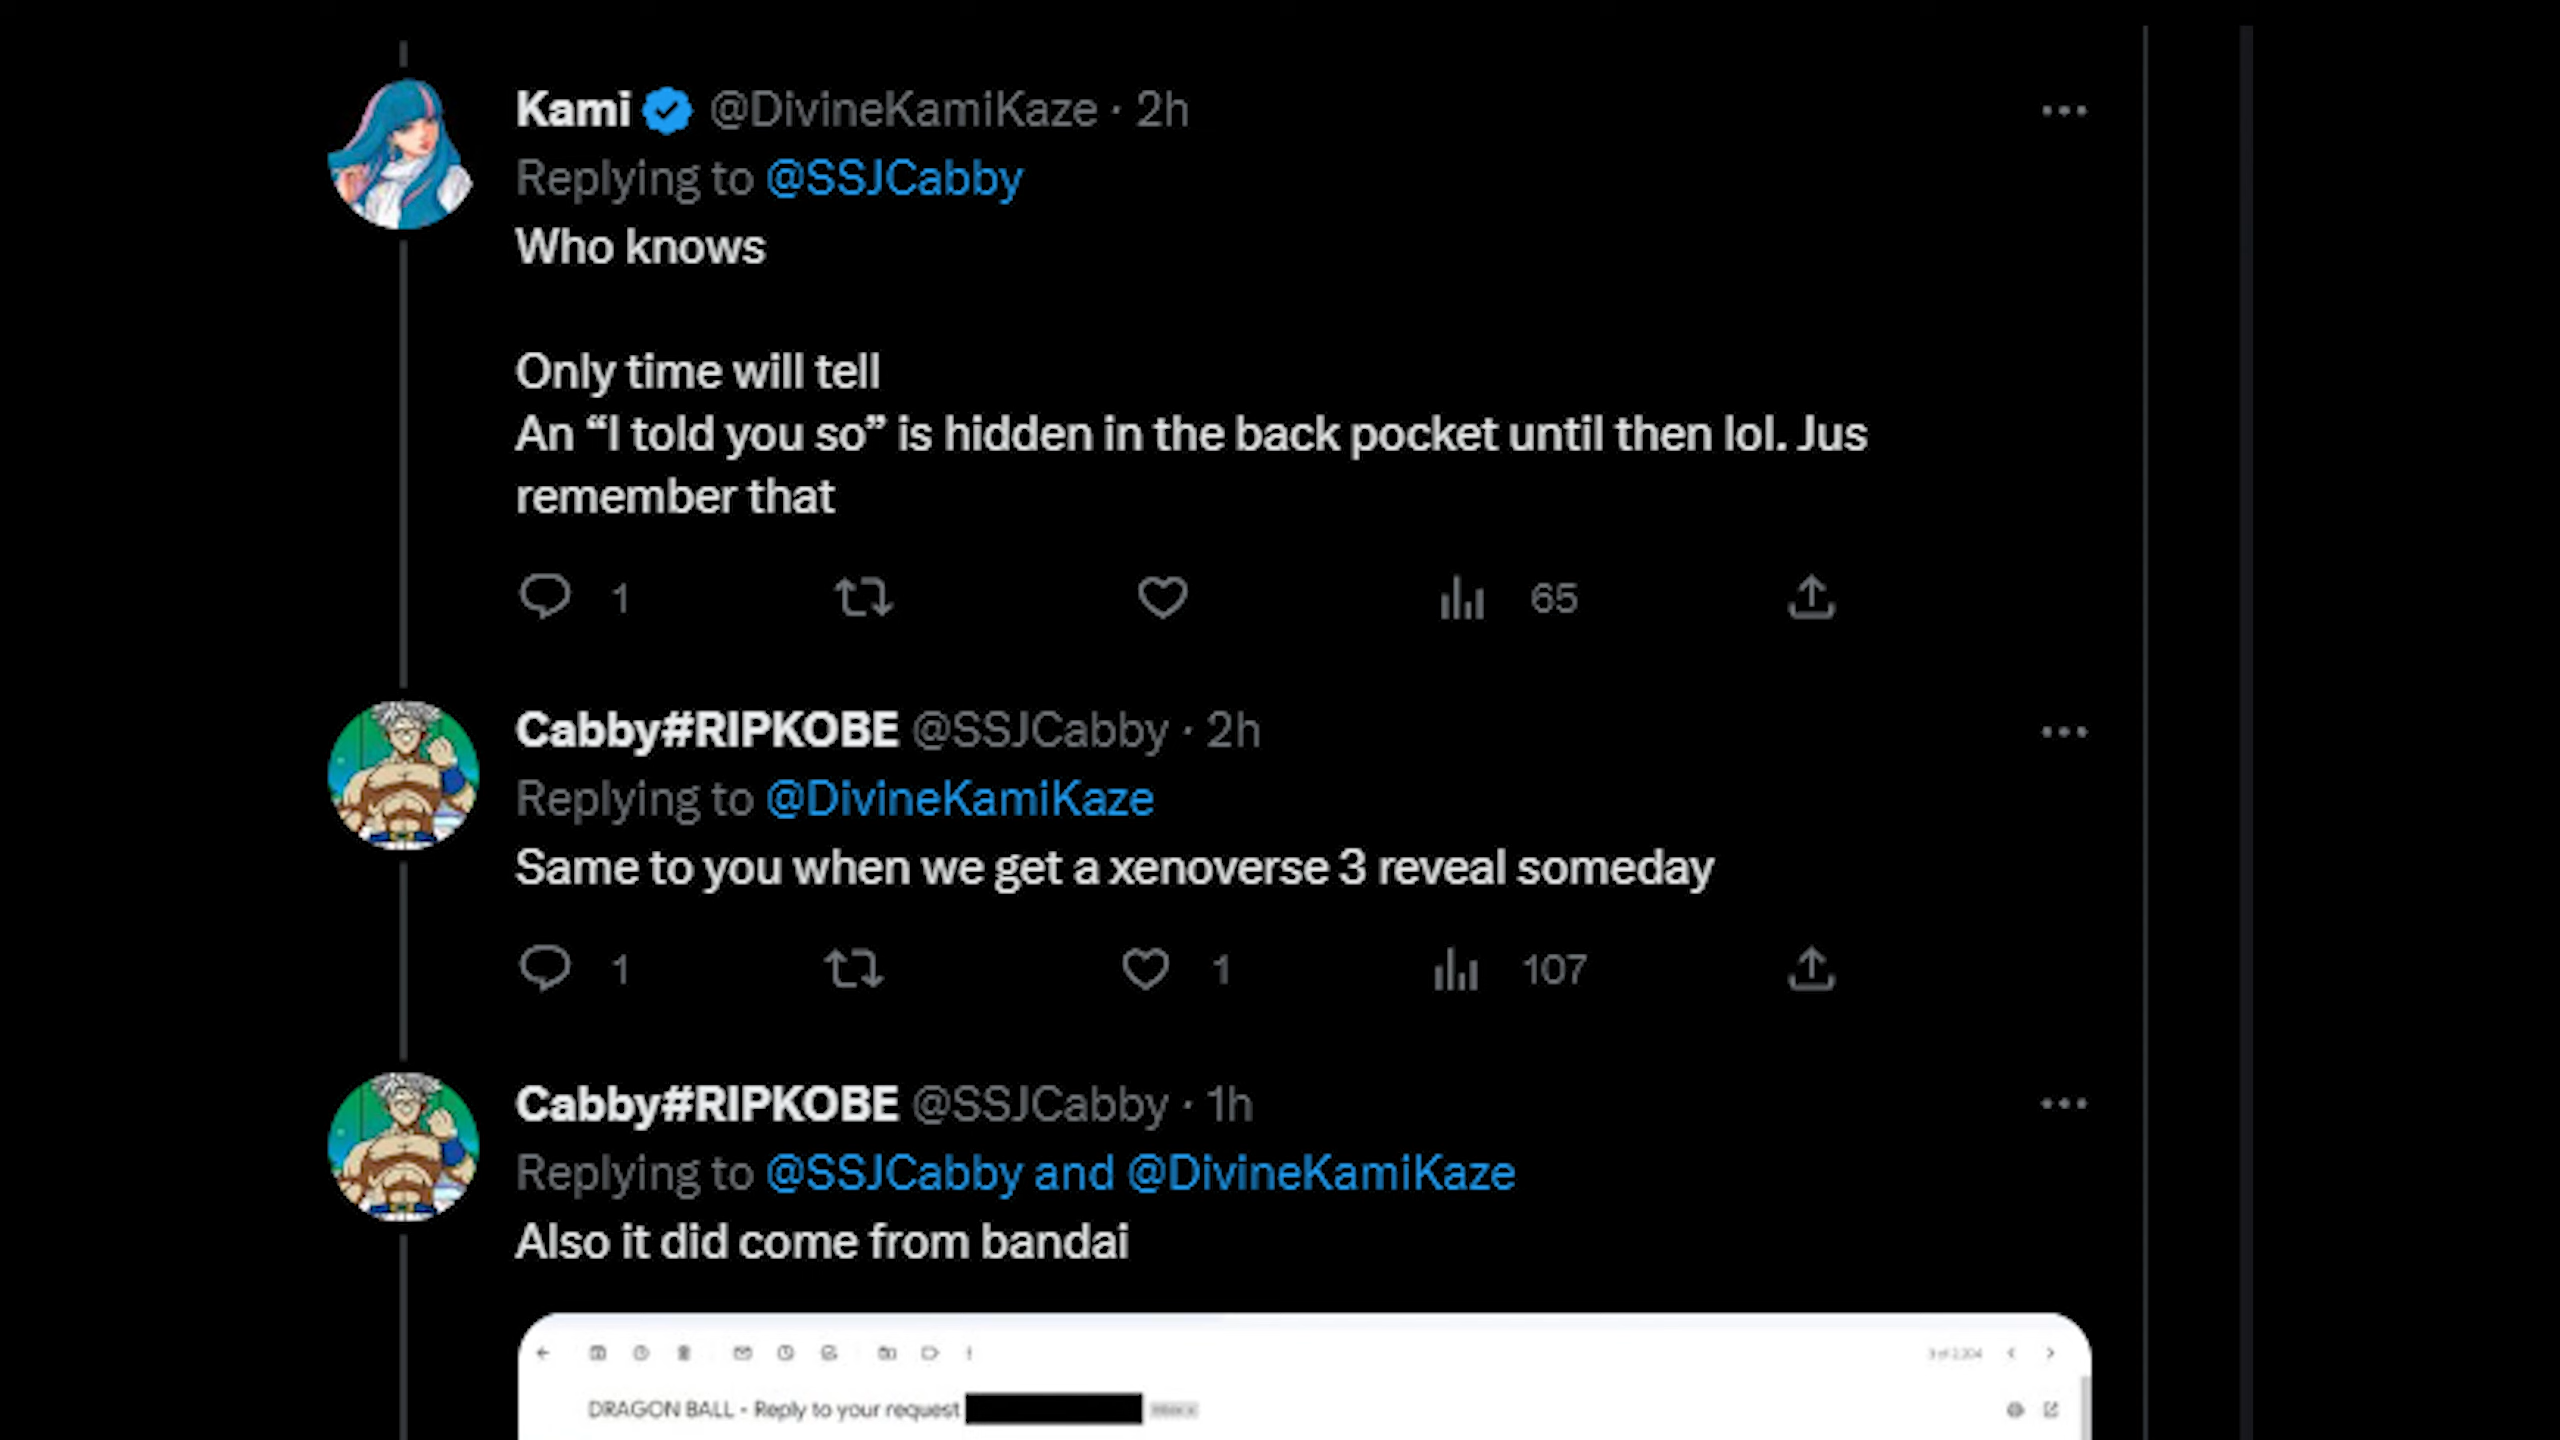 Kami @DivineKamiKaze · 2h
Replying to @SSJCabby
Who knows
Only time will tell
An “I told you so” is hidden in the back pocket until then lol. Jus
remember that
1 65
Cabby#RIPKOBE @SSJCabby · 2h
Replying to @DivineKamiKaze
Same to you when we get a xenoverse 3 reveal someday
1 1 107
Cabby#RIPKOBE @SSJCabby · 1h
Replying to @SSJCabby and @DivineKamiKaze
Also it did come from bandai
DRAGON BALL - Reply to your request